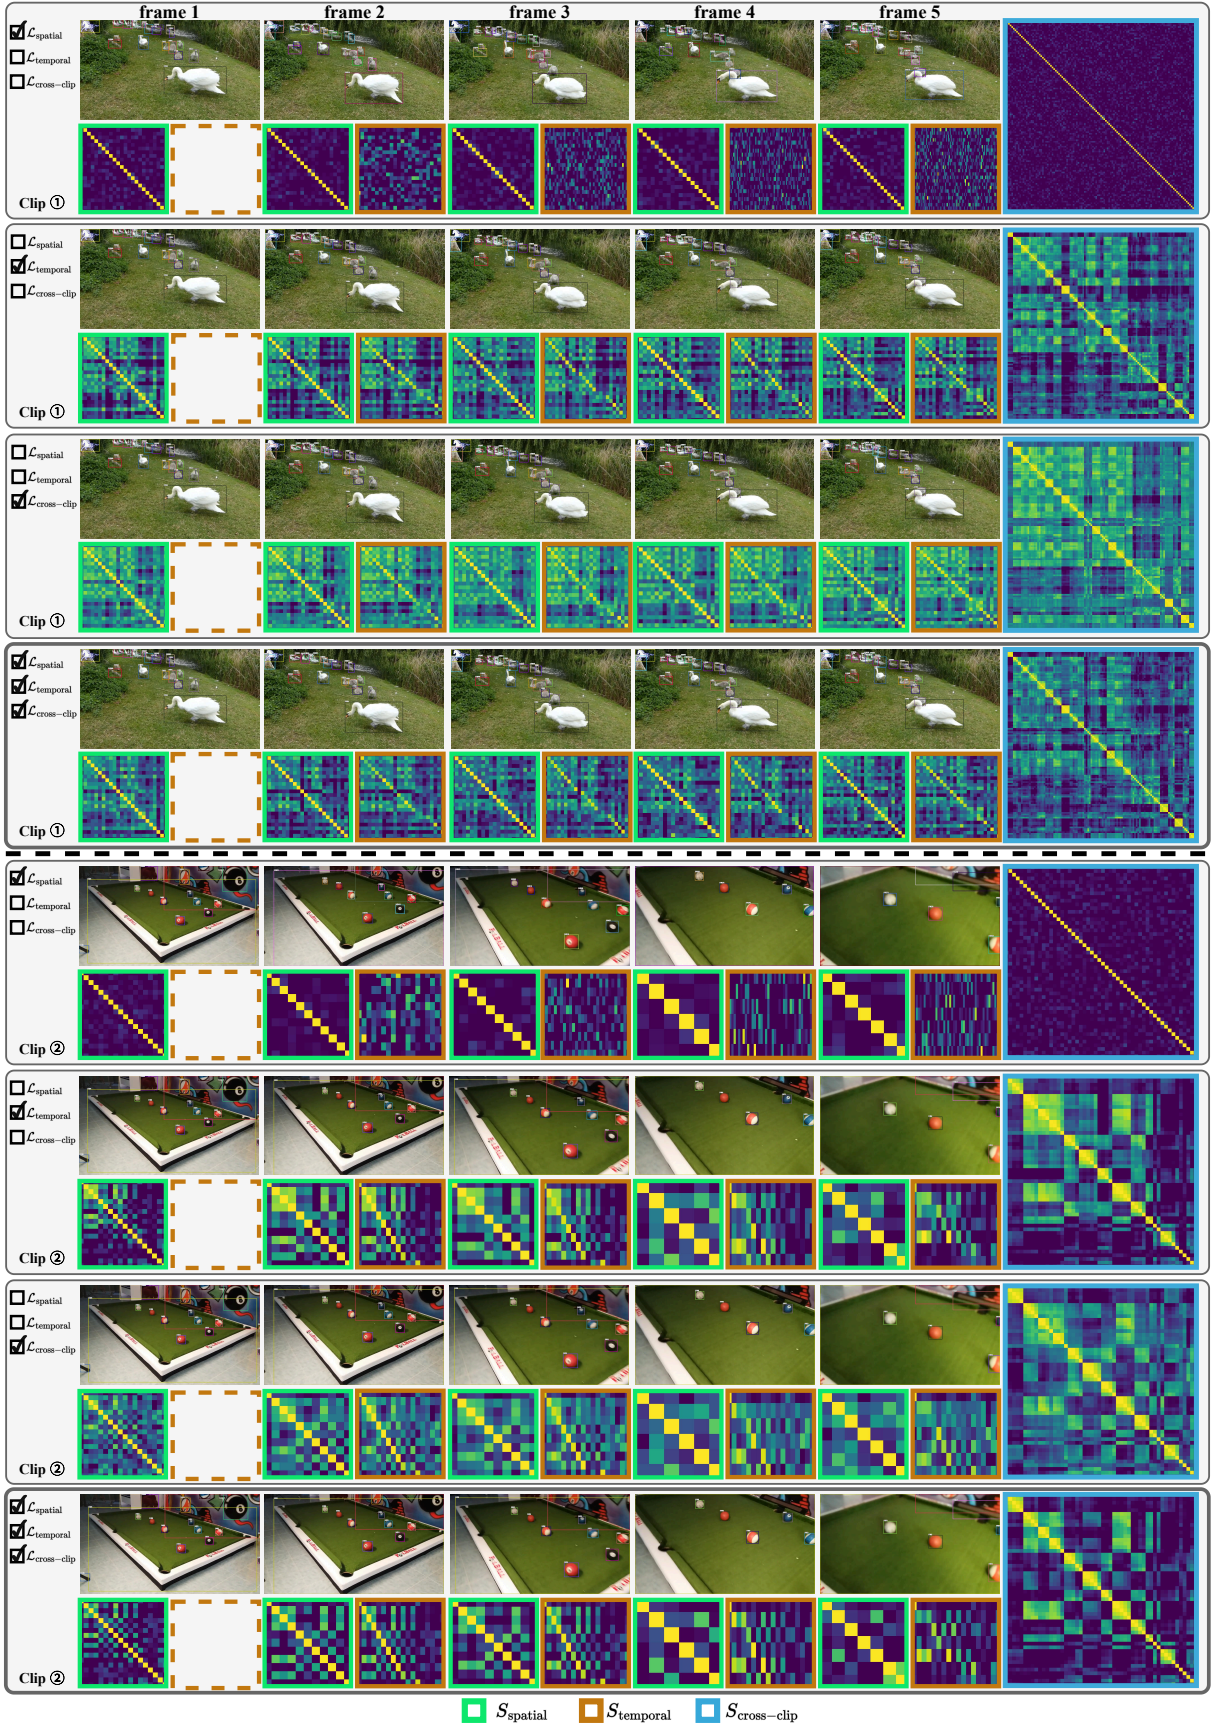 frame 1 frame 2 frame 3 frame 4 frame 5
ℒspatial
ℒtemporal
ℒcross−clip
Clip ①
ℒspatial
ℒtemporal
ℒcross−clip
Clip ①
ℒspatial
ℒtemporal
ℒcross−clip
Clip ①
ℒspatial
ℒtemporal
ℒcross−clip
Clip ①
ℒspatial
ℒtemporal
ℒcross−clip
Clip ②
ℒspatial
ℒtemporal
ℒcross−clip
Clip ②
ℒspatial
ℒtemporal
ℒcross−clip
Clip ②
ℒspatial
ℒtemporal
ℒcross−clip
Clip ②
Sspatial Stemporal Scross−clip